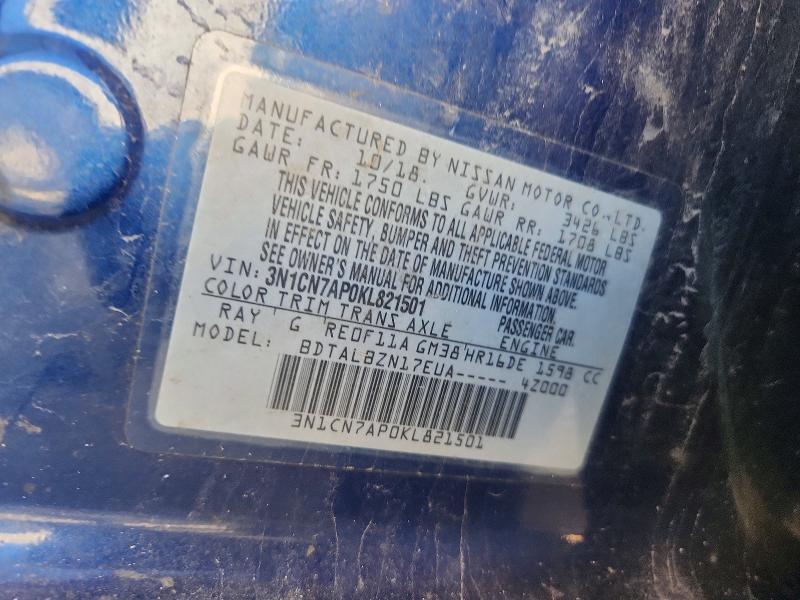 MANUFACTURED BY NISSAN MOTOR CO.,LTD.
DATE: 10/18 GVWR: 3426 LBS
GAWR FR: 1750 LBS GAWR RR: 1708 LBS
THIS VEHICLE CONFORMS TO ALL APPLICABLE FEDERAL MOTOR
VEHICLE SAFETY, BUMPER AND THEFT PREVENTION STANDARDS
IN EFFECT ON THE DATE OF MANUFACTURE SHOWN ABOVE.
SEE OWNER'S MANUAL FOR ADDITIONAL INFORMATION.
VIN: 3N1CN7AP0KL821501 PASSENGER CAR.
COLOR TRIM TRANS AXLE ENGINE
RAY G RE0F11A GM38 HR16DE 1598 CC
MODEL: BDTALBZN17EUA----- 4Z000
3N1CN7AP0KL821501